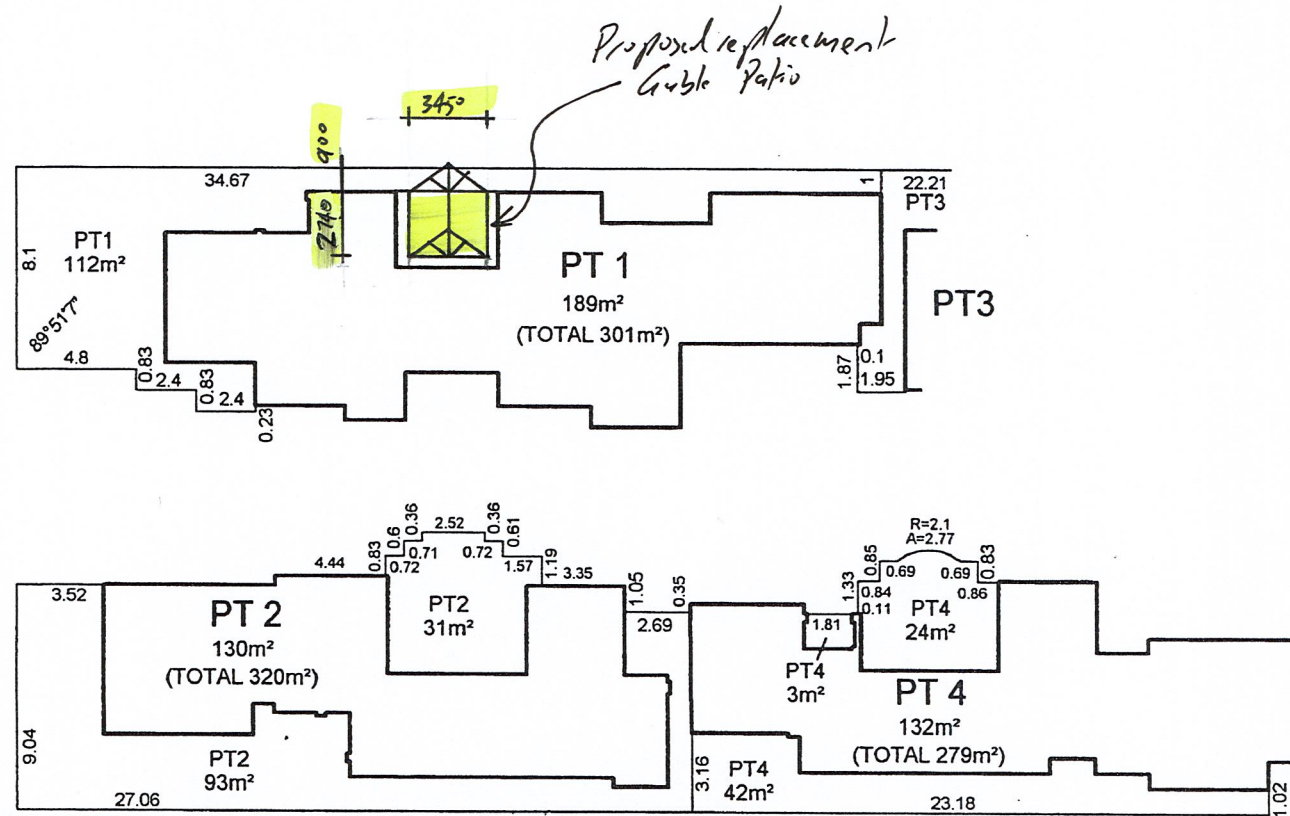 Proposed replacement
Gable Patio
3450
900
2740
34.67
1
22.21
PT3
8.1
PT1
112m²
89°51'7"
PT 1
189m²
(TOTAL 301m²)
PT3
4.8
0.83
2.4
0.83
2.4
0.23
1.87
0.1
1.95
3.52
4.44
0.83
0.6
0.36
2.52
0.36
0.61
0.72
0.71
0.72
1.57
1.19
3.35
1.05
0.35
2.69
PT 2
130m²
(TOTAL 320m²)
PT2
31m²
9.04
PT2
93m²
27.06
R=2.1
A=2.77
1.33
0.85
0.69
0.69
0.83
0.84
0.11
0.86
PT4
24m²
1.81
PT4
3m²
PT 4
132m²
(TOTAL 279m²)
3.16
PT4
42m²
23.18
1.02